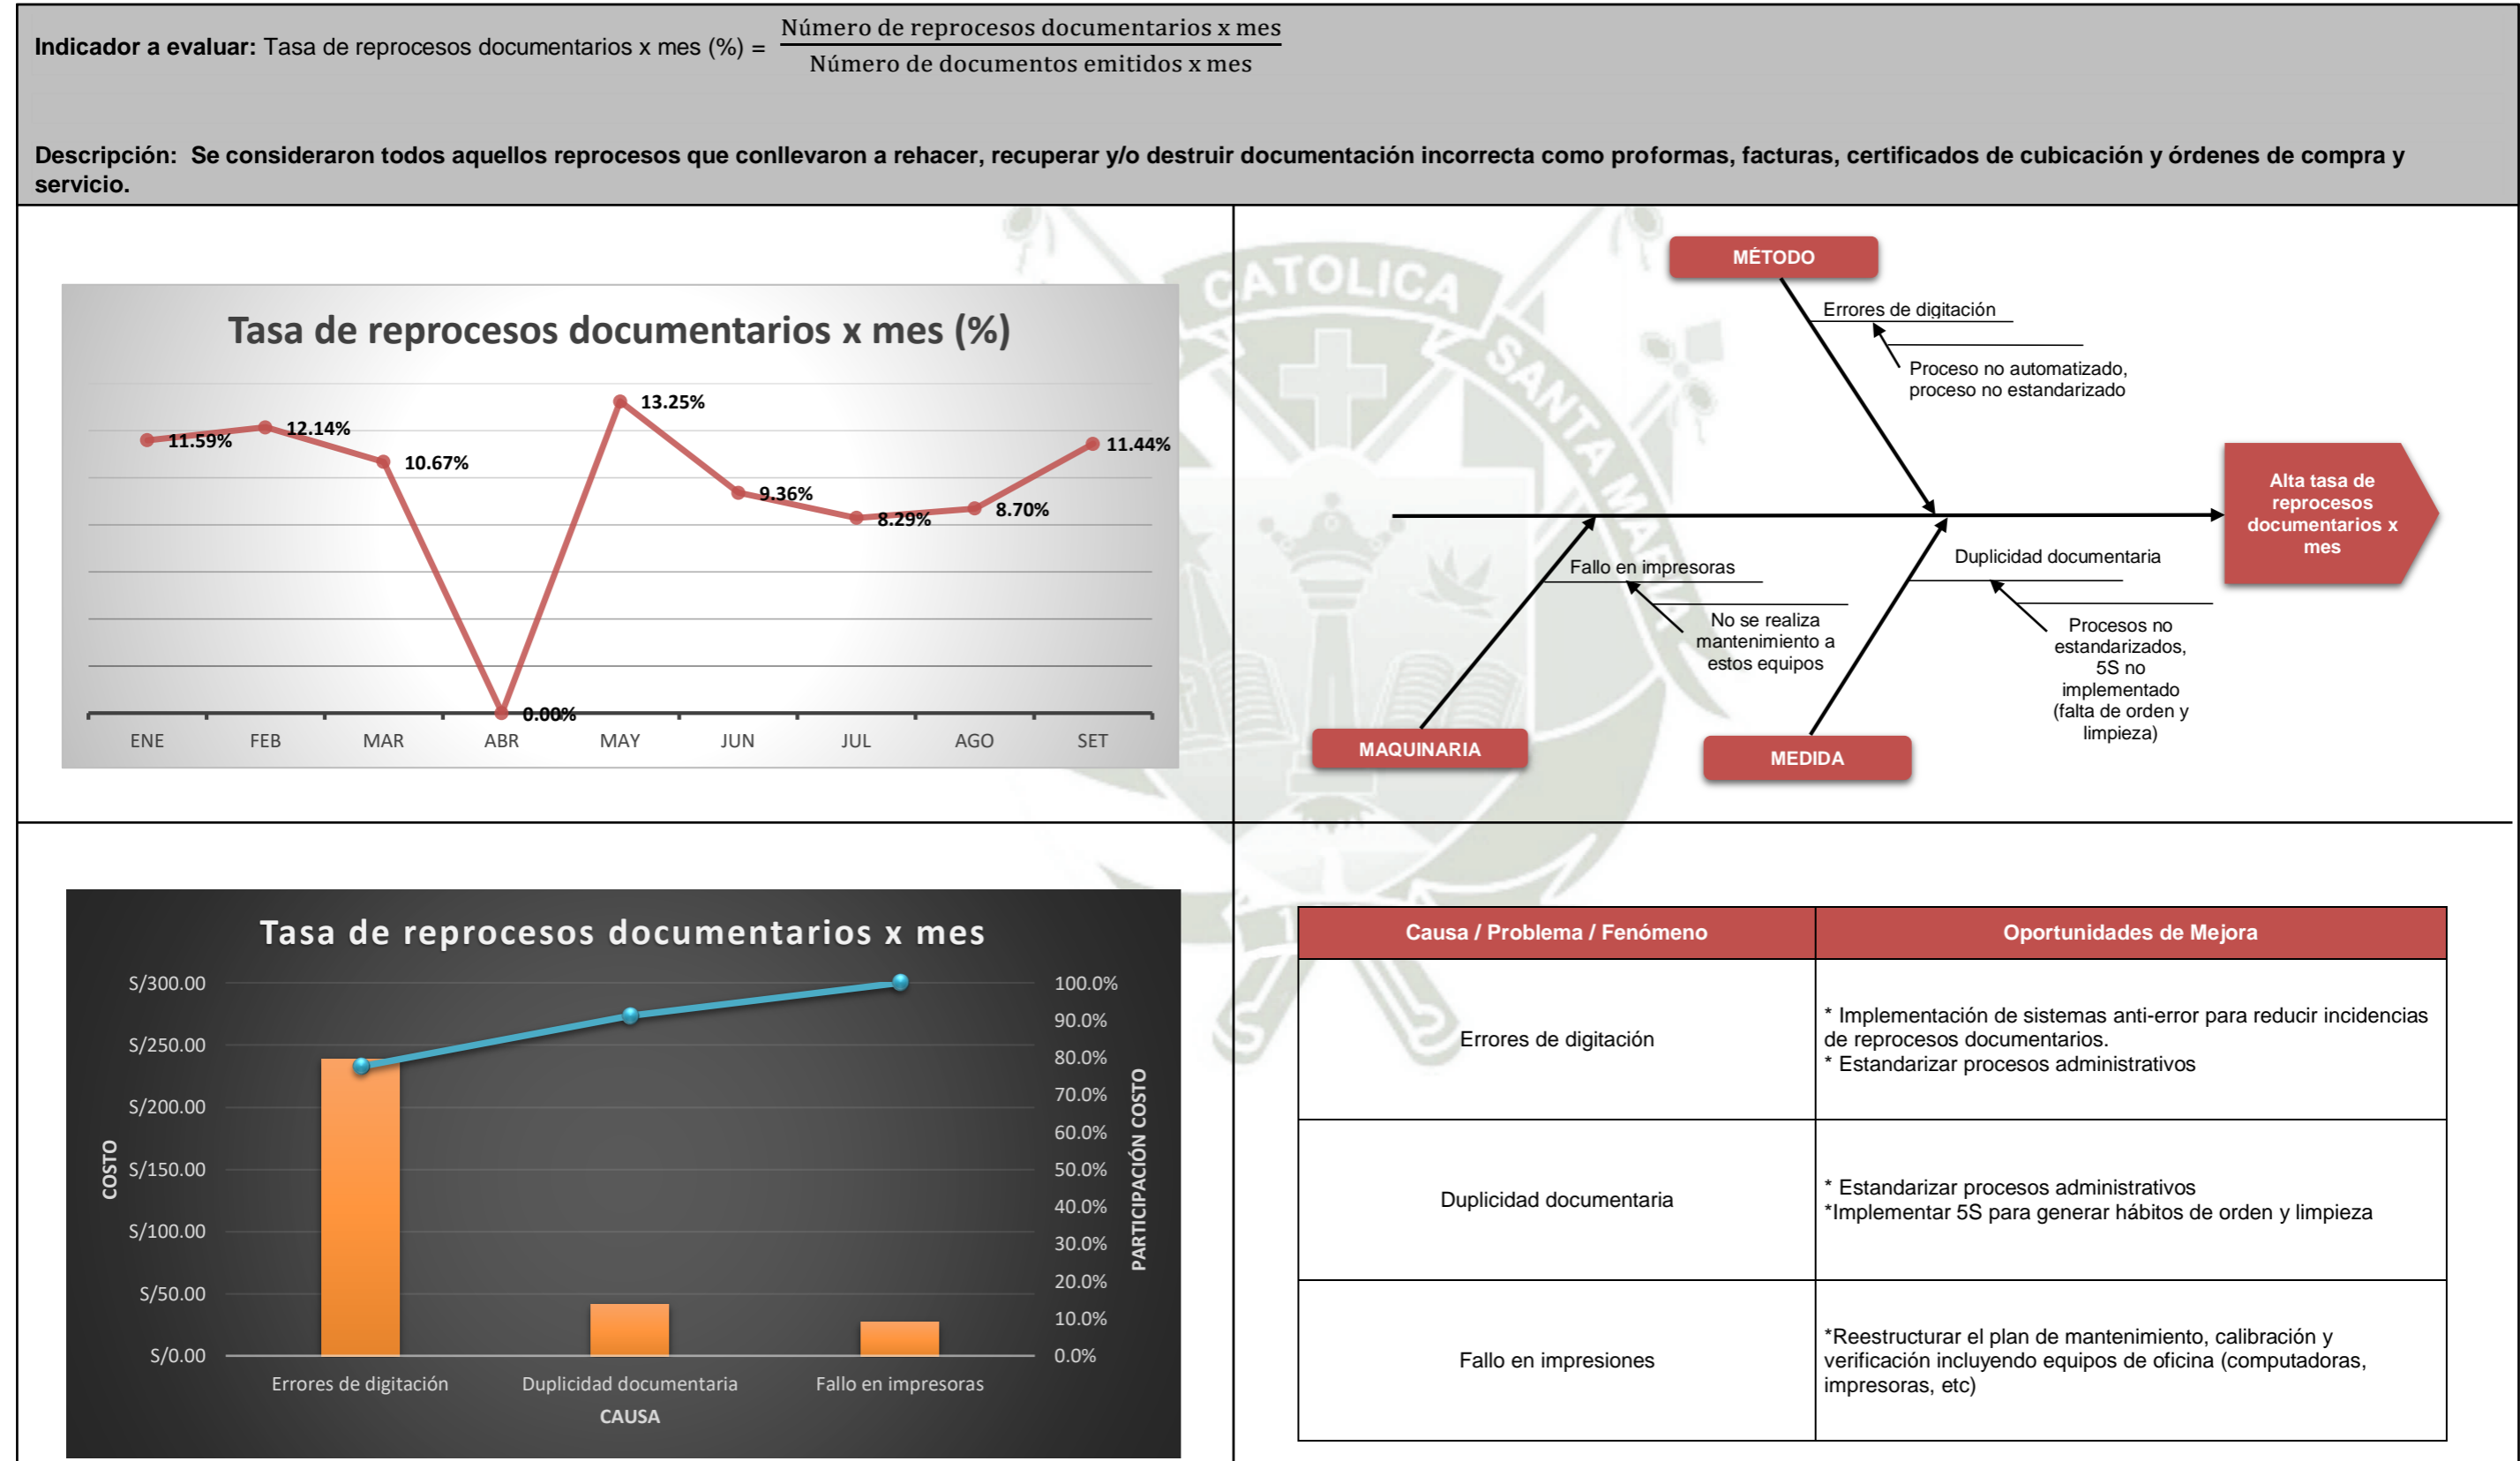 Indicador a evaluar: Tasa de reprocesos documentarios x mes (%) = Número de reprocesos documentarios x mes
Número de documentos emitidos x mes
Descripción: Se consideraron todos aquellos reprocesos que conllevaron a rehacer, recuperar y/o destruir documentación incorrecta como proformas, facturas, certificados de cubicación y órdenes de compra y
servicio.
Tasa de reprocesos documentarios x mes (%)
11.59%
12.14%
10.67%
0.00%
13.25%
9.36%
8.29%
8.70%
11.44%
ENE FEB MAR ABR MAY JUN JUL AGO SET
CATOLICA
SANTA MARIA
MÉTODO
Errores de digitación
Proceso no automatizado,
proceso no estandarizado
Alta tasa de
reprocesos
documentarios x
mes
Fallo en impresoras
No se realiza
mantenimiento a
estos equipos
Duplicidad documentaria
Procesos no
estandarizados,
5S no
implementado
(falta de orden y
limpieza)
MAQUINARIA
MEDIDA
Tasa de reprocesos documentarios x mes
COSTO
S/300.00
S/250.00
S/200.00
S/150.00
S/100.00
S/50.00
S/0.00
100.0%
90.0%
80.0%
70.0%
60.0%
50.0%
40.0%
30.0%
20.0%
10.0%
0.0%
PARTICIPACIÓN COSTO
Errores de digitación Duplicidad documentaria Fallo en impresoras
CAUSA
Causa / Problema / Fenómeno Oportunidades de Mejora
Errores de digitación
* Implementación de sistemas anti-error para reducir incidencias
de reprocesos documentarios.
* Estandarizar procesos administrativos
Duplicidad documentaria
* Estandarizar procesos administrativos
*Implementar 5S para generar hábitos de orden y limpieza
Fallo en impresiones
*Reestructurar el plan de mantenimiento, calibración y
verificación incluyendo equipos de oficina (computadoras,
impresoras, etc)